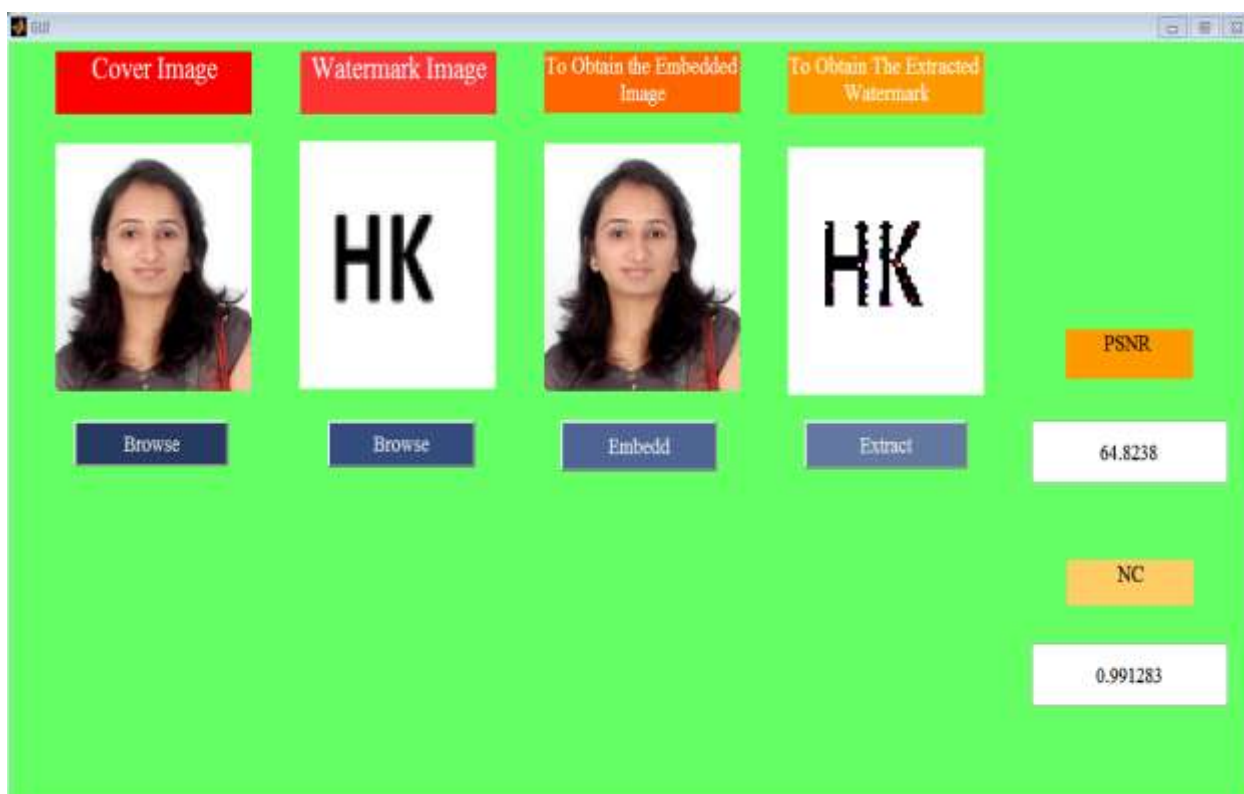 GUI
Cover Image
Watermark Image
To Obtain the Embedded
Image
To Obtain The Extracted
Watermark
HK
HK
Browse
Browse
Embedd
Extract
PSNR
64.8238
NC
0.991283